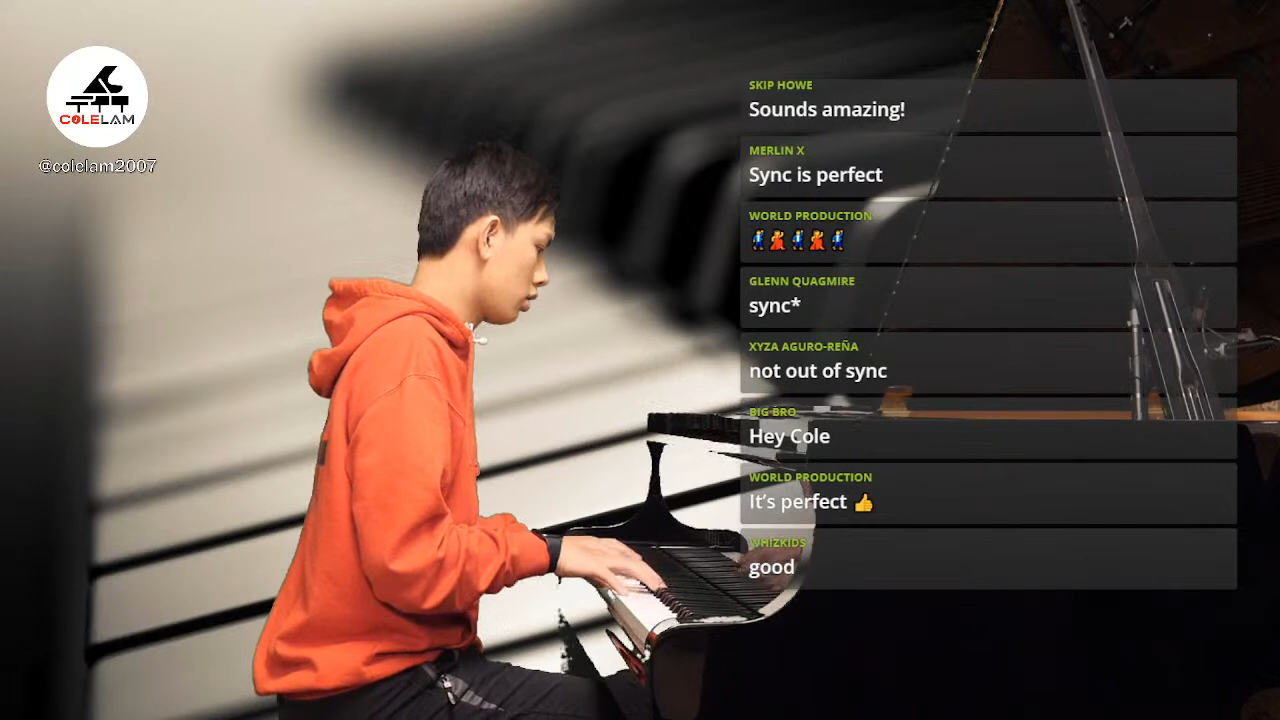 COLELAM
@colelam2007
SKIP HOWE
Sounds amazing!
MERLIN X
Sync is perfect
WORLD PRODUCTION
🕺💃🕺💃🕺
GLENN QUAGMIRE
sync*
XYZA AGURO-REÑA
not out of sync
BIG BRO
Hey Cole
WORLD PRODUCTION
It's perfect 👍
WHIZKIDS
good